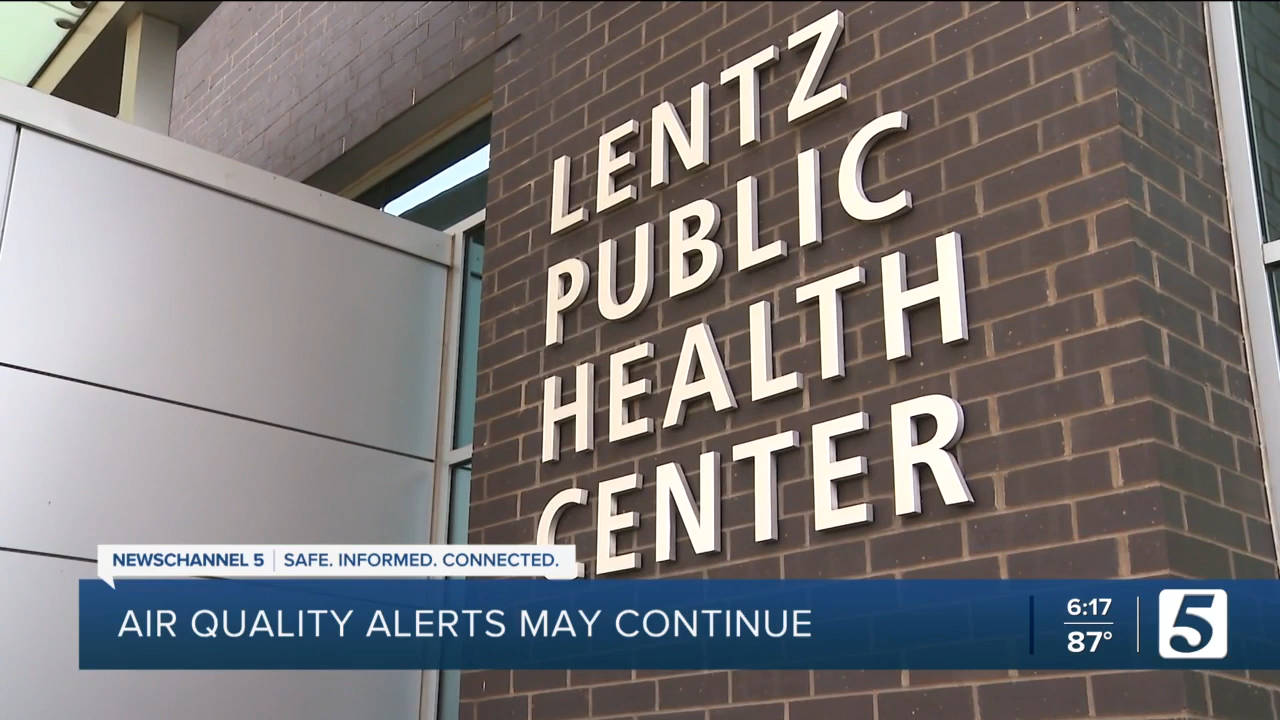 LENTZ
PUBLIC
HEALTH
CENTER
NEWSCHANNEL 5 | SAFE. INFORMED. CONNECTED.
AIR QUALITY ALERTS MAY CONTINUE
6:17
87°
5